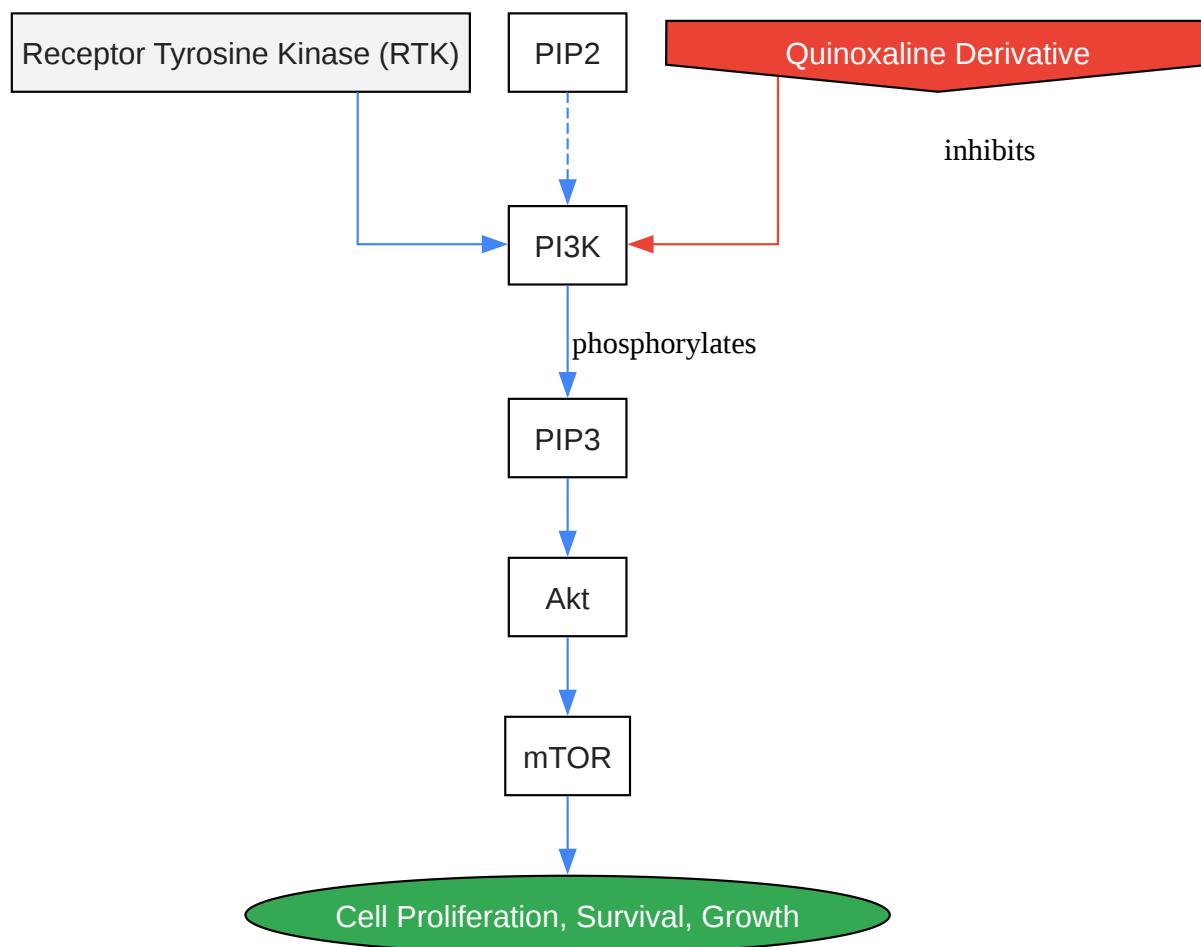 Receptor Tyrosine Kinase (RTK)
PIP2
Quinoxaline Derivative
inhibits
PI3K
phosphorylates
PIP3
Akt
mTOR
Cell Proliferation, Survival, Growth